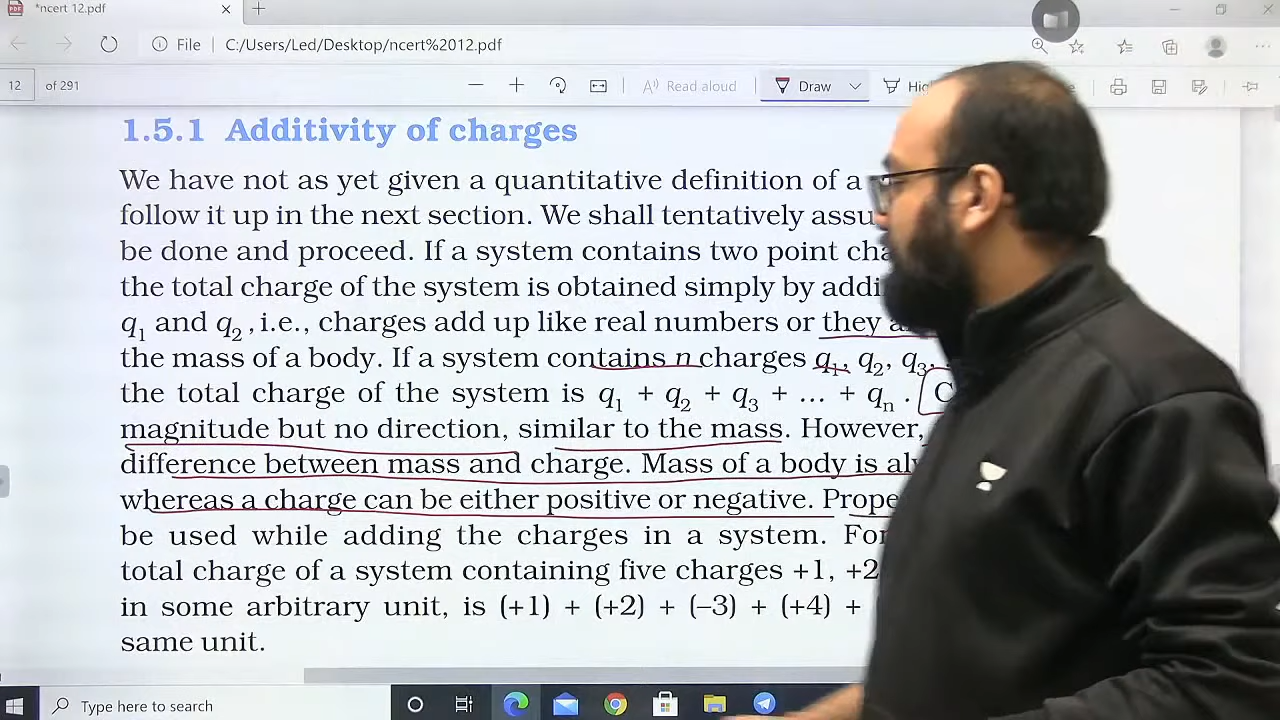 *ncert 12.pdf
File C:/Users/Led/Desktop/ncert%2012.pdf
12 of 291 Read aloud Draw
1.5.1 Additivity of charges
We have not as yet given a quantitative definition of a
follow it up in the next section. We shall tentatively
be done and proceed. If a system contains two point
the total charge of the system is obtained simply by
q1 and q2 , i.e., charges add up like real numbers or they
the mass of a body. If a system contains n charges q1, q2, q3,
the total charge of the system is q1 + q2 + q3 + … + qn .
magnitude but no direction, similar to the mass. However,
difference between mass and charge. Mass of a body is
whereas a charge can be either positive or negative.
be used while adding the charges in a system.
total charge of a system containing five charges +1, +2
in some arbitrary unit, is (+1) + (+2) + (–3) + (+4) +
same unit.
Type here to search